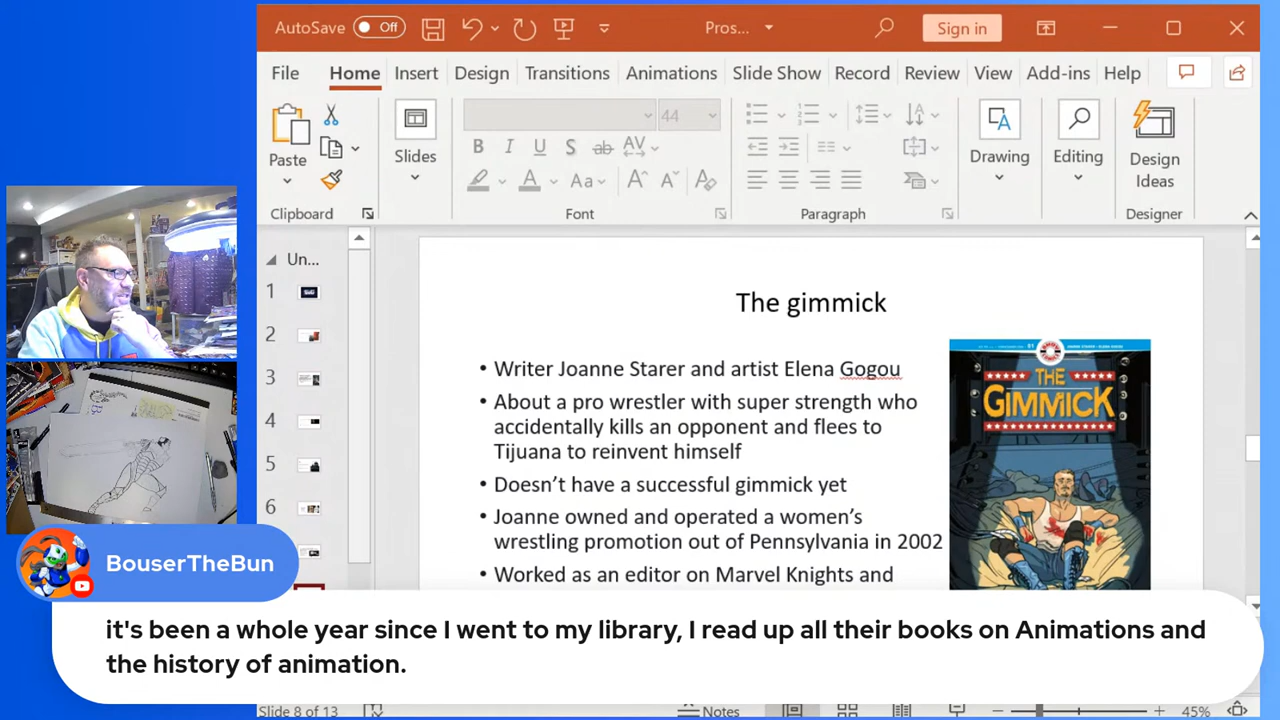 AutoSave Off Pros... Sign in
File Home Insert Design Transitions Animations Slide Show Record Review View Add-ins Help
44
B I U S ab AV
A Aa A A A
Paste Slides Drawing Editing Design
Ideas
Clipboard Font Paragraph Designer
Un...
1
2
3
4
5
6
The gimmick
• Writer Joanne Starer and artist Elena Gogou
• About a pro wrestler with super strength who
accidentally kills an opponent and flees to
Tijuana to reinvent himself
• Doesn’t have a successful gimmick yet
• Joanne owned and operated a women’s
wrestling promotion out of Pennsylvania in 2002
• Worked as an editor on Marvel Knights and
THE
GIMMICK
BouserTheBun
it's been a whole year since I went to my library, I read up all their books on Animations and
the history of animation.
Slide 8 of 13 Notes 45%